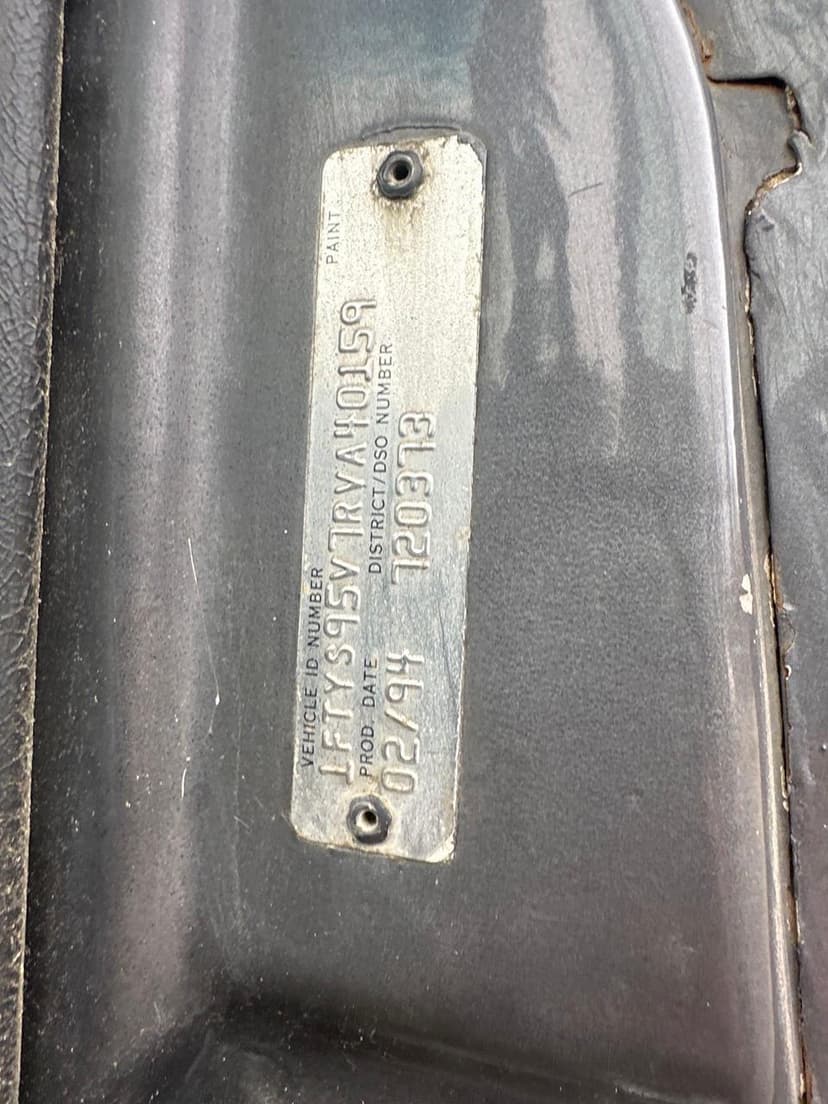 VEHICLE ID NUMBER PAINT
1FTYS95V7RVA40159
PROD. DATE DISTRICT/DSO NUMBER
02/94 720373